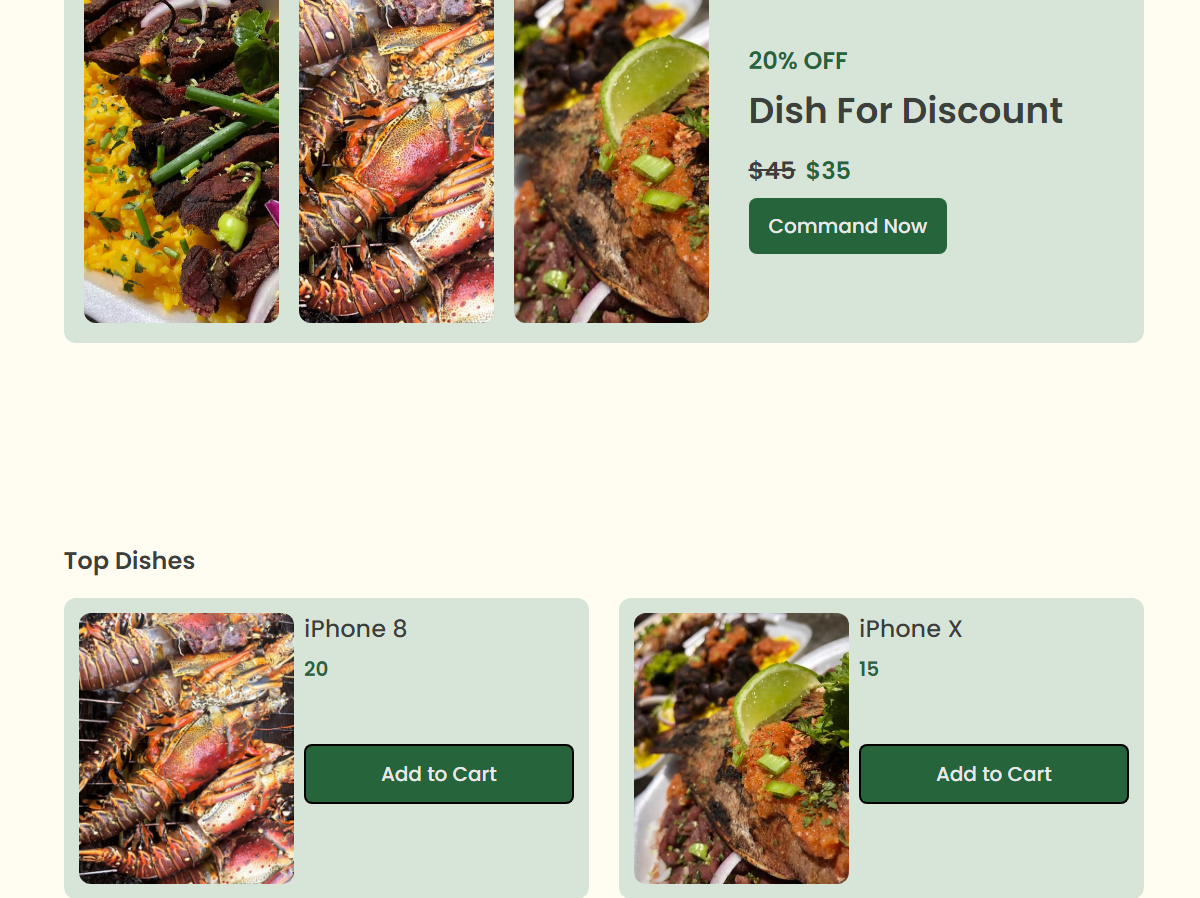 20% OFF
Dish For Discount
$45 $35
Command Now
Top Dishes
iPhone 8
20
Add to Cart
iPhone X
15
Add to Cart